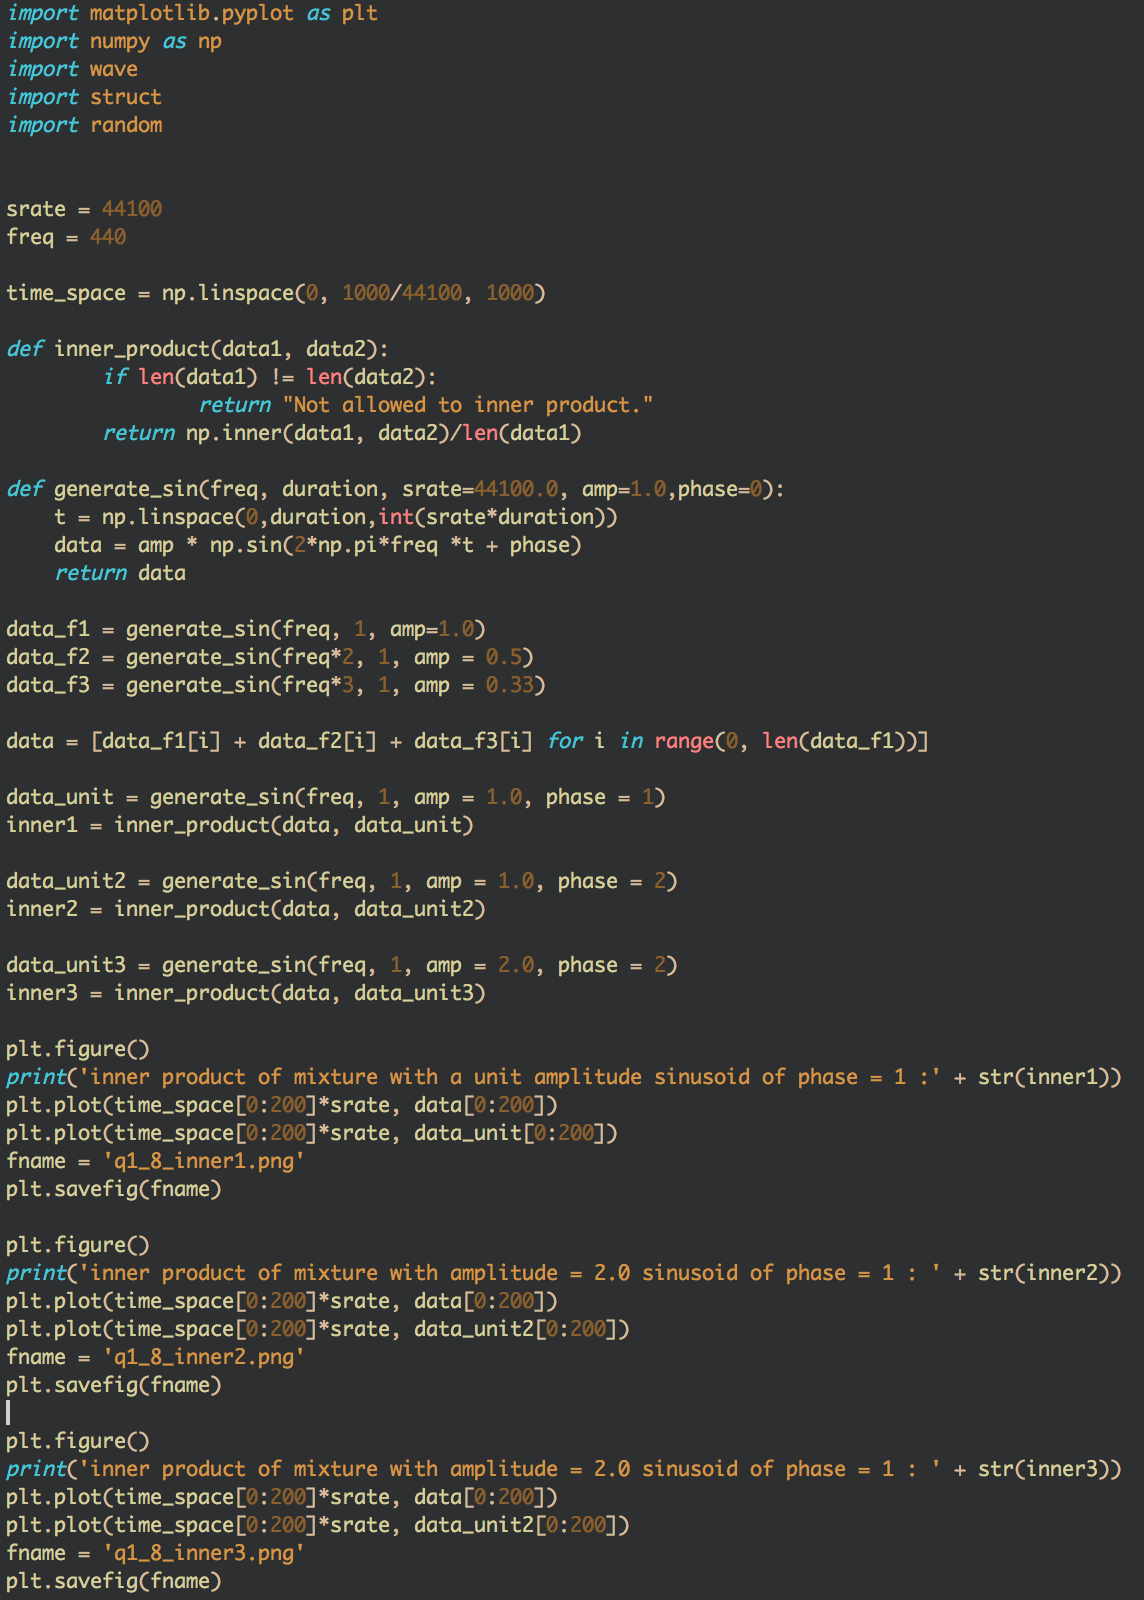 import matplotlib.pyplot as plt
import numpy as np
import wave
import struct
import random
srate = 44100
freq = 440
time_space = np.linspace(0, 1000/44100, 1000)
def inner_product(data1, data2):
        if len(data1) != len(data2):
                return "Not allowed to inner product."
        return np.inner(data1, data2)/len(data1)
def generate_sin(freq, duration, srate=44100.0, amp=1.0,phase=0):
    t = np.linspace(0,duration,int(srate*duration))
    data = amp * np.sin(2*np.pi*freq *t + phase)
    return data
data_f1 = generate_sin(freq, 1, amp=1.0)
data_f2 = generate_sin(freq*2, 1, amp = 0.5)
data_f3 = generate_sin(freq*3, 1, amp = 0.33)
data = [data_f1[i] + data_f2[i] + data_f3[i] for i in range(0, len(data_f1))]
data_unit = generate_sin(freq, 1, amp = 1.0, phase = 1)
inner1 = inner_product(data, data_unit)
data_unit2 = generate_sin(freq, 1, amp = 1.0, phase = 2)
inner2 = inner_product(data, data_unit2)
data_unit3 = generate_sin(freq, 1, amp = 2.0, phase = 2)
inner3 = inner_product(data, data_unit3)
plt.figure()
print('inner product of mixture with a unit amplitude sinusoid of phase = 1 :' + str(inner1))
plt.plot(time_space[0:200]*srate, data[0:200])
plt.plot(time_space[0:200]*srate, data_unit[0:200])
fname = 'q1_8_inner1.png'
plt.savefig(fname)
plt.figure()
print('inner product of mixture with amplitude = 2.0 sinusoid of phase = 1 : ' + str(inner2))
plt.plot(time_space[0:200]*srate, data[0:200])
plt.plot(time_space[0:200]*srate, data_unit2[0:200])
fname = 'q1_8_inner2.png'
plt.savefig(fname)
plt.figure()
print('inner product of mixture with amplitude = 2.0 sinusoid of phase = 1 : ' + str(inner3))
plt.plot(time_space[0:200]*srate, data[0:200])
plt.plot(time_space[0:200]*srate, data_unit2[0:200])
fname = 'q1_8_inner3.png'
plt.savefig(fname)